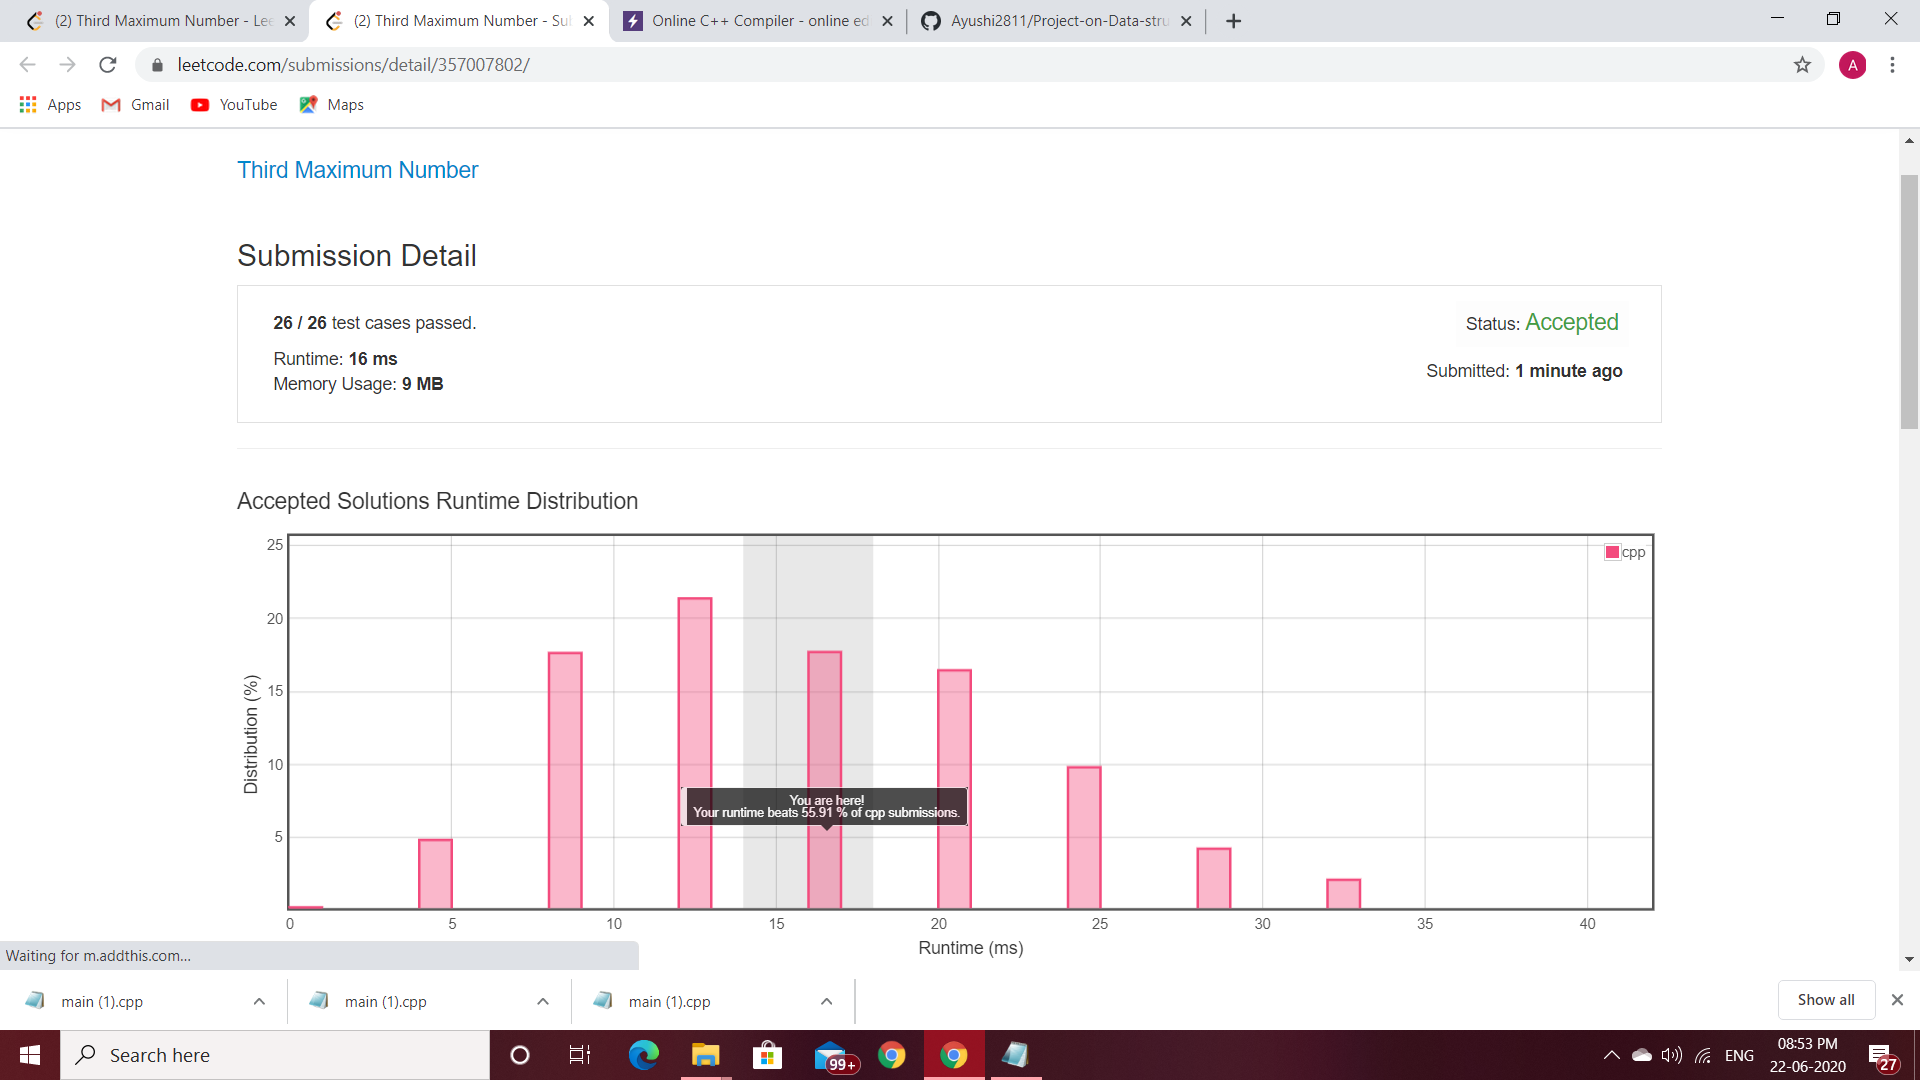 (2) Third Maximum Number - Lee
(2) Third Maximum Number - Su
Online C++ Compiler - online ed
Ayushi2811/Project-on-Data-stru
leetcode.com/submissions/detail/357007802/
A
Apps
Gmail
YouTube
Maps
Third Maximum Number
Submission Detail
26 / 26 test cases passed.
Status: Accepted
Runtime: 16 ms
Submitted: 1 minute ago
Memory Usage: 9 MB
Accepted Solutions Runtime Distribution
cpp
25
20
15
10
5
Distribution (%)
You are here!
Your runtime beats 55.91 % of cpp submissions.
0 5 10 15 20 25 30 35 40
Runtime (ms)
Waiting for m.addthis.com...
main (1).cpp
main (1).cpp
main (1).cpp
Show all
Search here
99+
ENG
08:53 PM
22-06-2020
27